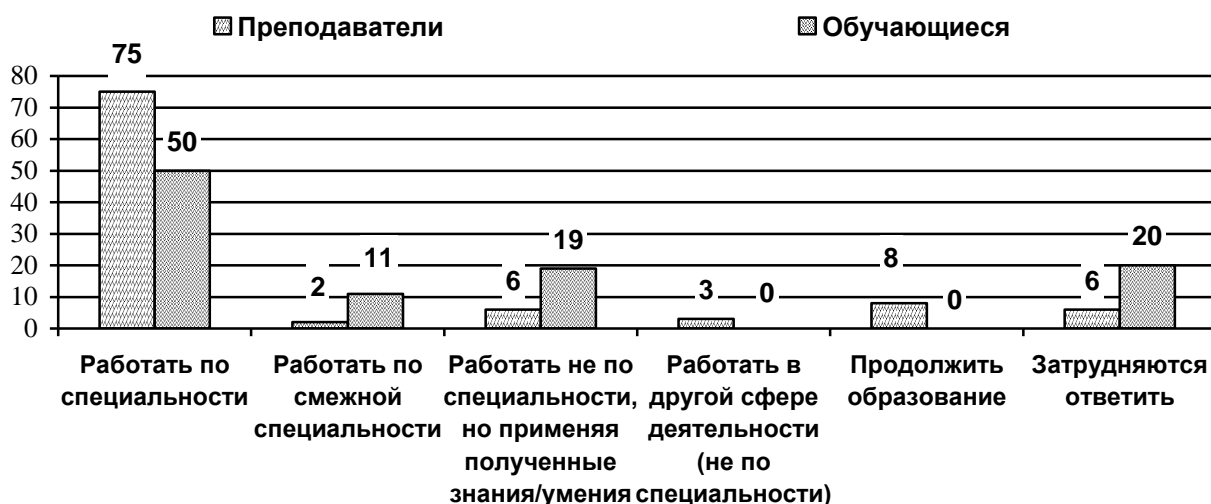 Преподаватели Обучающиеся
75
80
70
60
50
40
30
20
10
0
50
2
11
6
19
3
0
8
0
6
20
Работать по
специальности
Работать по
смежной
специальности
Работать не по
специальности,
но применяя
полученные
знания/умения
Работать в
другой сфере
деятельности
(не по
специальности)
Продолжить
образование
Затрудняются
ответить